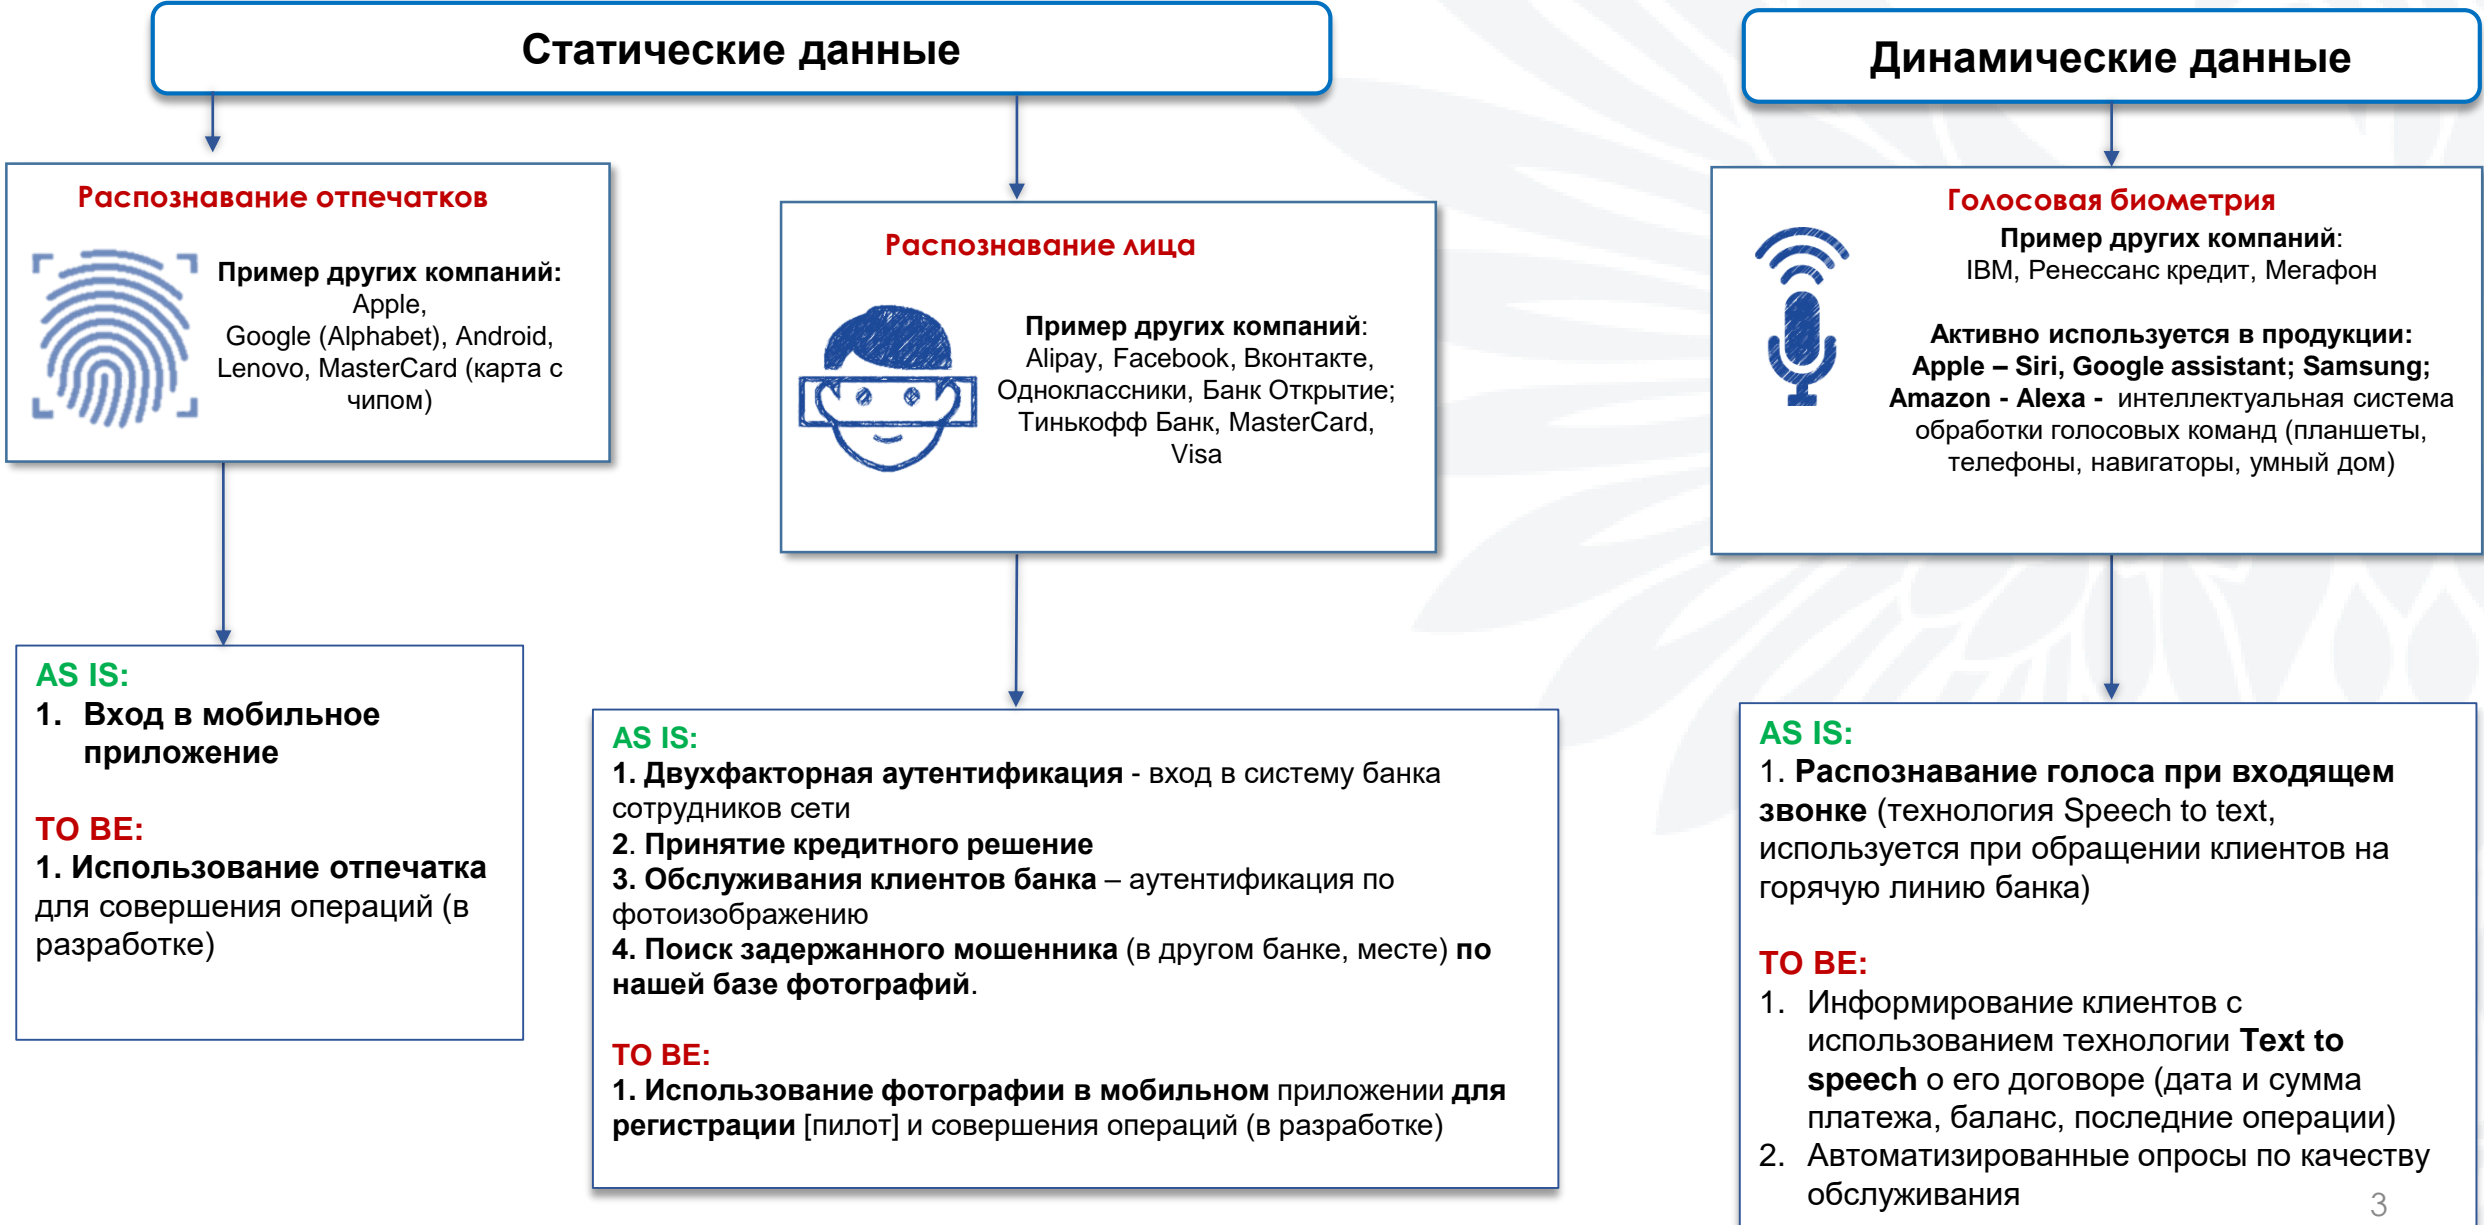 Статические данные
Динамические данные
Распознавание отпечатков
Пример других компаний:
Apple,
Google (Alphabet), Android,
Lenovo, MasterCard (карта с
чипом)
Распознавание лица
Пример других компаний:
Alipay, Facebook, Вконтакте,
Одноклассники, Банк Открытие;
Тинькофф Банк, MasterCard,
Visa
Голосовая биометрия
Пример других компаний:
IBM, Ренессанс кредит, Мегафон
Активно используется в продукции:
Apple – Siri, Google assistant; Samsung;
Amazon - Alexa - интеллектуальная система
обработки голосовых команд (планшеты,
телефоны, навигаторы, умный дом)
AS IS:
1. Вход в мобильное
приложение
TO BE:
1. Использование отпечатка
для совершения операций (в
разработке)
AS IS:
1. Двухфакторная аутентификация - вход в систему банка
сотрудников сети
2. Принятие кредитного решение
3. Обслуживания клиентов банка – аутентификация по
фотоизображению
4. Поиск задержанного мошенника (в другом банке, месте) по
нашей базе фотографий.
TO BE:
1. Использование фотографии в мобильном приложении для
регистрации [пилот] и совершения операций (в разработке)
AS IS:
1. Распознавание голоса при входящем
звонке (технология Speech to text,
используется при обращении клиентов на
горячую линию банка)
TO BE:
1. Информирование клиентов с
использованием технологии Text to
speech о его договоре (дата и сумма
платежа, баланс, последние операции)
2. Автоматизированные опросы по качеству
обслуживания
3